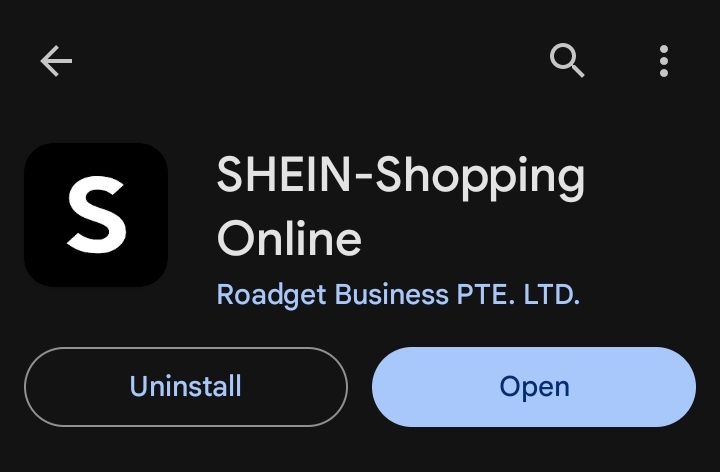 S
SHEIN-Shopping
Online
Roadget Business PTE. LTD.
Uninstall
Open